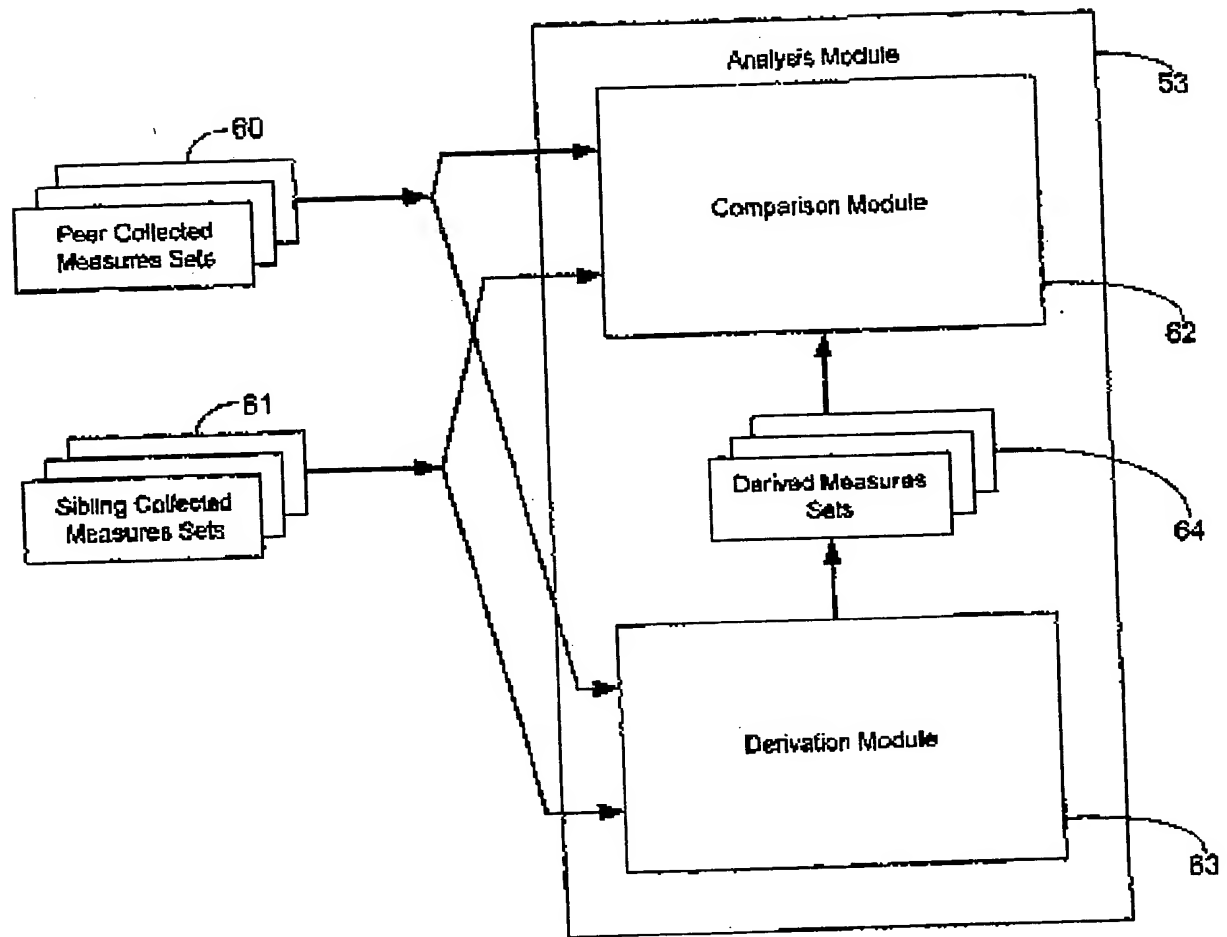 Analysis Module
53
60
Peer Collected
Measures Sets
Comparison Module
62
61
Sibling Collected
Measures Sets
Derived Measures
Sets
64
Derivation Module
63